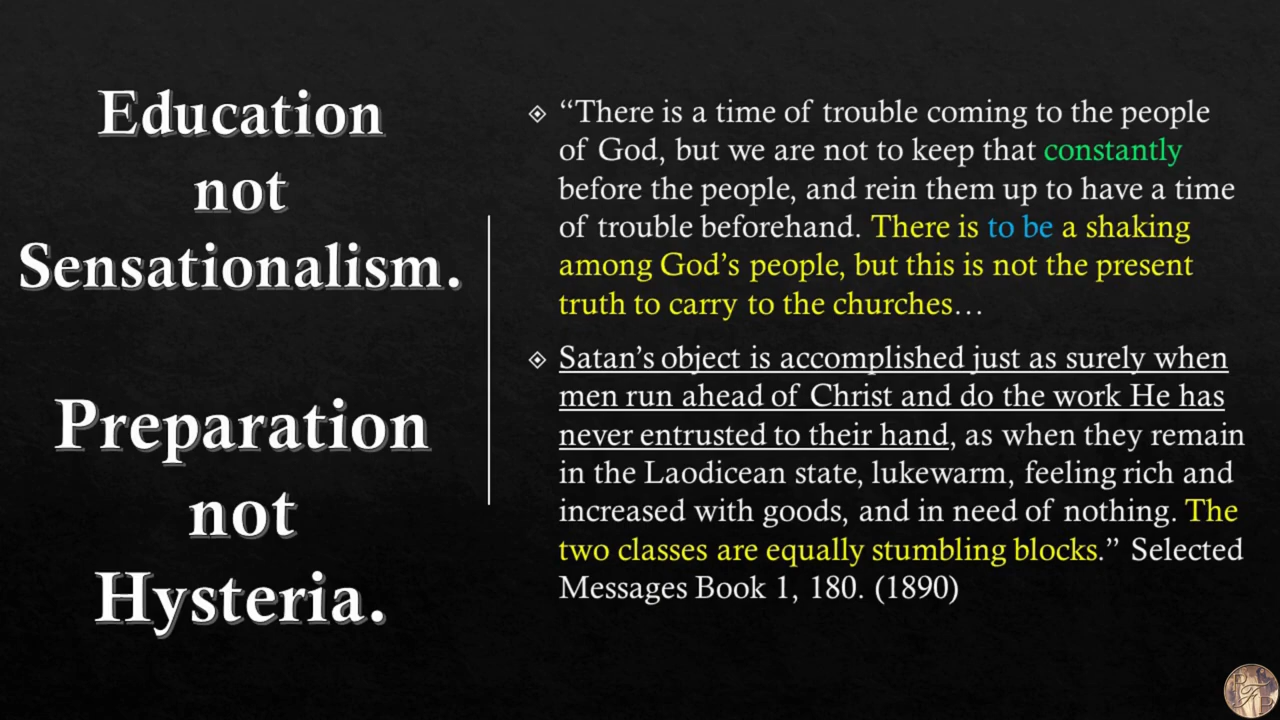 Education
not
Sensationalism.
Preparation
not
Hysteria.
“There is a time of trouble coming to the people
of God, but we are not to keep that constantly
before the people, and rein them up to have a time
of trouble beforehand. There is to be a shaking
among God’s people, but this is not the present
truth to carry to the churches…
Satan’s object is accomplished just as surely when
men run ahead of Christ and do the work He has
never entrusted to their hand, as when they remain
in the Laodicean state, lukewarm, feeling rich and
increased with goods, and in need of nothing. The
two classes are equally stumbling blocks.” Selected
Messages Book 1, 180. (1890)